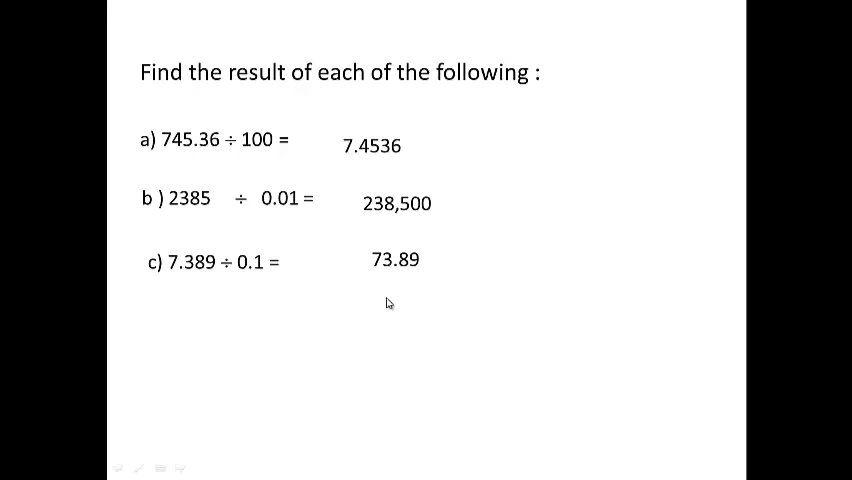 Find the result of each of the following :
a) 745.36 ÷ 100 = 7.4536
b ) 2385 ÷ 0.01 = 238,500
c) 7.389 ÷ 0.1 = 73.89